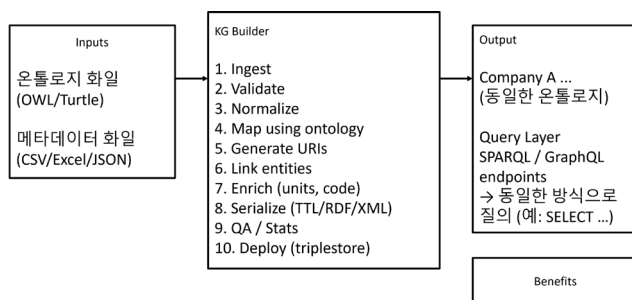 Inputs
온톨로지 화일
(OWL/Turtle)
메타데이터 화일
(CSV/Excel/JSON)
KG Builder
1. Ingest
2. Validate
3. Normalize
4. Map using ontology
5. Generate URIs
6. Link entities
7. Enrich (units, code)
8. Serialize (TTL/RDF/XML)
9. QA / Stats
10. Deploy (triplestore)
Output
Company A ...
(동일한 온톨로지)
Query Layer
SPARQL / GraphQL
endpoints
→ 동일한 방식으로
질의 (예: SELECT ...)
Benefits